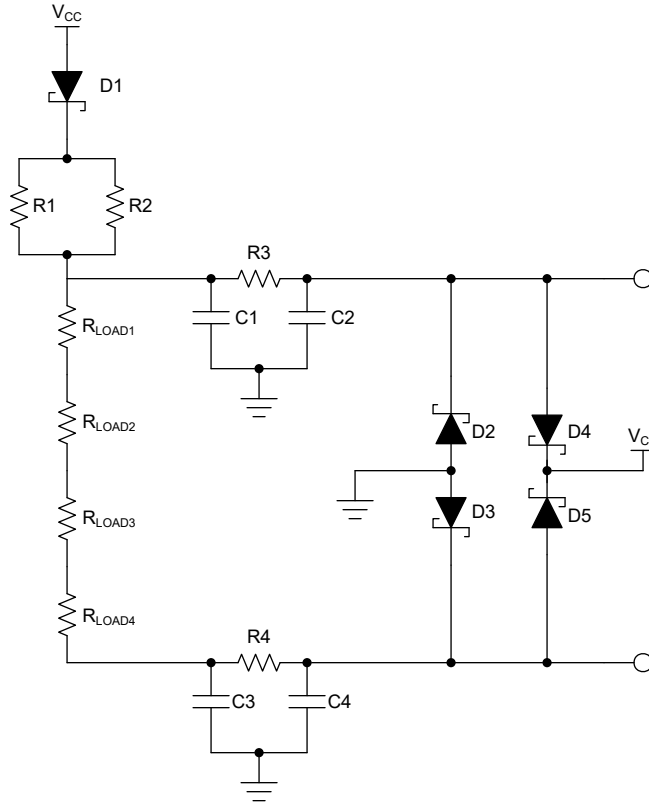 VCC
D1
R1
R2
R3
RLOAD1
C1
C2
RLOAD2
D2
D4
VC
RLOAD3
D3
D5
RLOAD4
R4
C3
C4